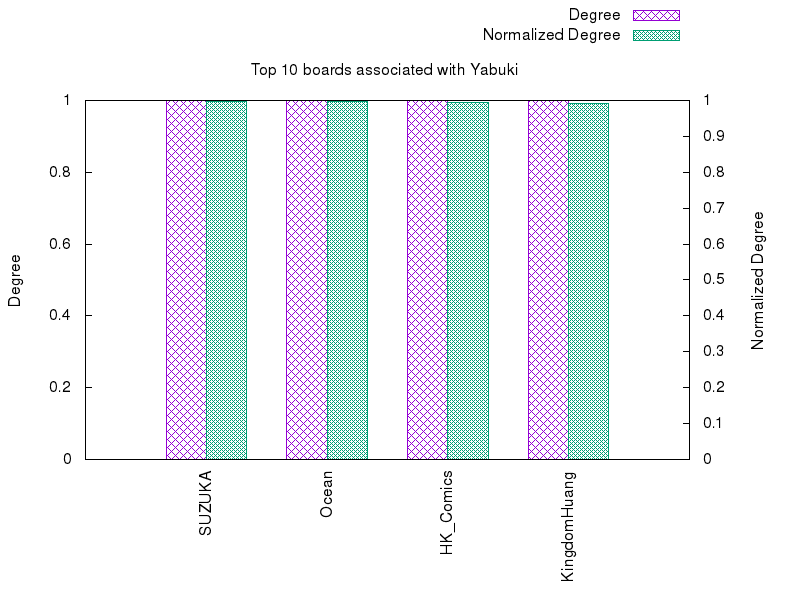 Degree
Normalized Degree
Top 10 boards associated with Yabuki
1
0.8
0.6
0.4
0.2
0
Degree
1
0.9
0.8
0.7
0.6
0.5
0.4
0.3
0.2
0.1
0
Normalized Degree
SUZUKA
Ocean
HK_Comics
KingdomHuang